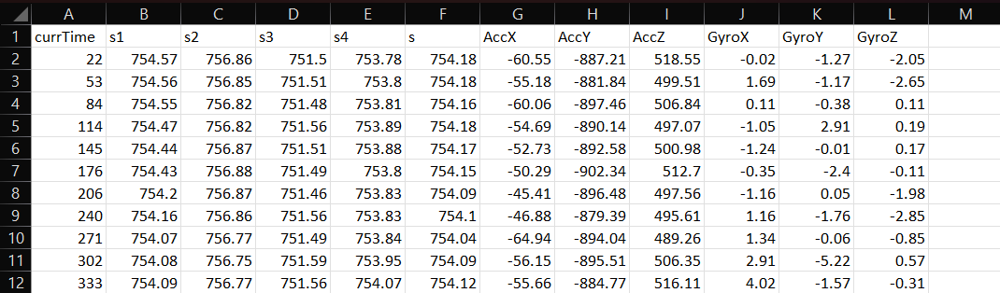 A B C D E F G H I J K L M
1 currTime s1 s2 s3 s4 s AccX AccY AccZ GyroX GyroY GyroZ
2 22 754.57 756.86 751.5 753.78 754.18 -60.55 -887.21 518.55 -0.02 -1.27 -2.05
3 53 754.56 756.85 751.51 753.8 754.18 -55.18 -881.84 499.51 1.69 -1.17 -2.65
4 84 754.55 756.82 751.48 753.81 754.16 -60.06 -897.46 506.84 0.11 -0.38 0.11
5 114 754.47 756.82 751.56 753.89 754.18 -54.69 -890.14 497.07 -1.05 2.91 0.19
6 145 754.44 756.87 751.51 753.88 754.17 -52.73 -892.58 500.98 -1.24 -0.01 0.17
7 176 754.43 756.88 751.49 753.8 754.15 -50.29 -902.34 512.7 -0.35 -2.4 -0.11
8 206 754.2 756.87 751.46 753.83 754.09 -45.41 -896.48 497.56 -1.16 0.05 -1.98
9 240 754.16 756.86 751.56 753.83 754.1 -46.88 -879.39 495.61 1.16 -1.76 -2.85
10 271 754.07 756.77 751.49 753.84 754.04 -64.94 -894.04 489.26 1.34 -0.06 -0.85
11 302 754.08 756.75 751.59 753.95 754.09 -56.15 -895.51 506.35 2.91 -5.22 0.57
12 333 754.09 756.77 751.56 754.07 754.12 -55.66 -884.77 516.11 4.02 -1.57 -0.31